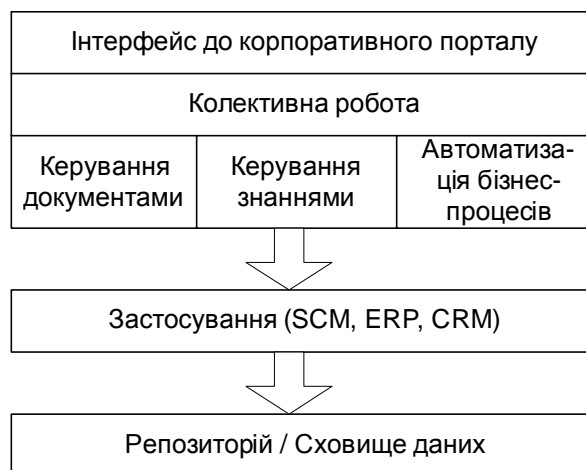 Інтерфейс до корпоративного порталу
Колективна робота
Керування
документами
Керування
знаннями
Автоматиза-
ція бізнес-
процесів
Застосування (SCM, ERP, CRM)
Репозиторій / Сховище даних